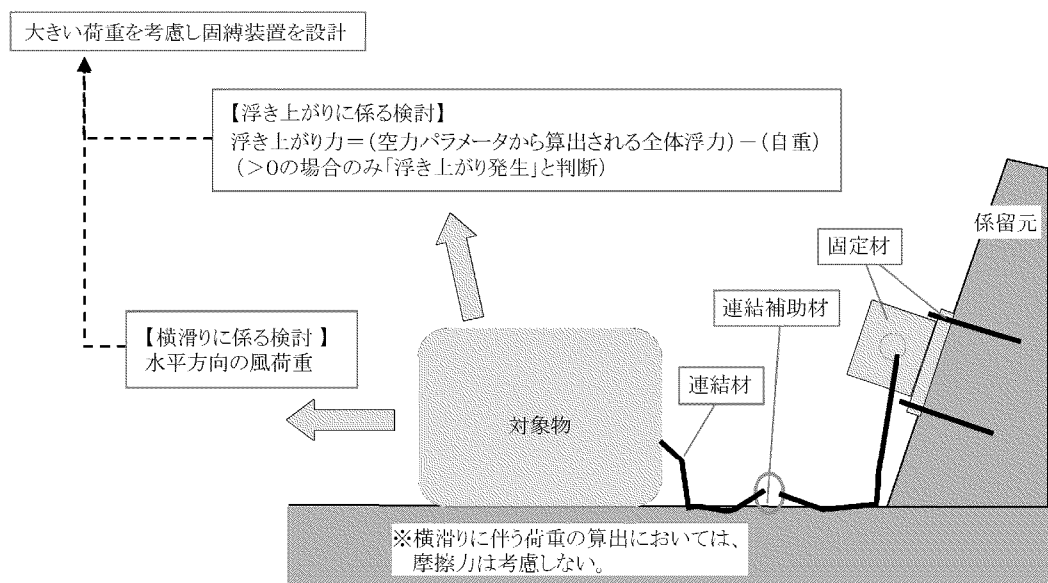 大きい荷重を考慮し固縛装置を設計
【浮き上がりに係る検討】
浮き上がり力＝(空力パラメータから算出される全体浮力)－(自重)
(＞0の場合のみ「浮き上がり発生」と判断)
係留元
固定材
連結補助材
【横滑りに係る検討 】
水平方向の風荷重
連結材
対象物
※横滑りに伴う荷重の算出においては、
摩擦力は考慮しない。